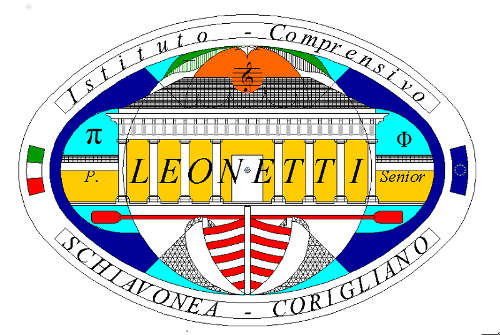 Istituto - Comprensivo
π Φ
P. LEONETTI Senior
SCHIAVONEA - CORIGLIANO